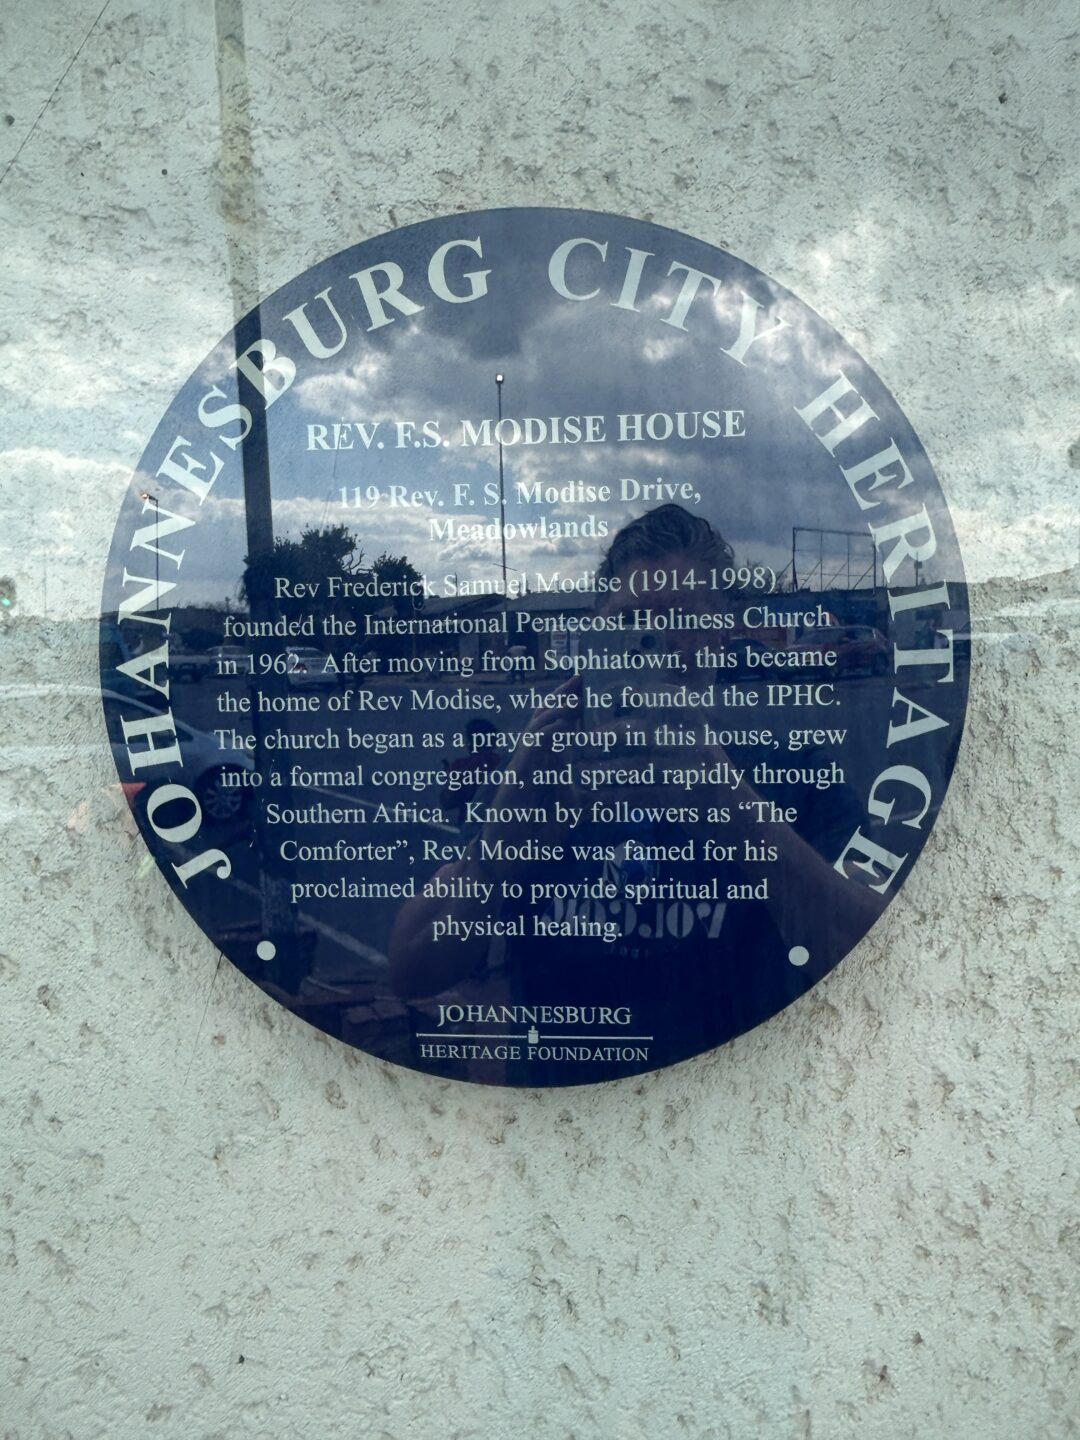 JOHANNESBURG CITY HERITAGE
REV. F.S. MODISE HOUSE
119 Rev. F. S. Modise Drive,
Meadowlands
Rev Frederick Samuel Modise (1914-1998)
founded the International Pentecost Holiness Church
in 1962.  After moving from Sophiatown, this became
the home of Rev Modise, where he founded the IPHC.
The church began as a prayer group in this house, grew
into a formal congregation, and spread rapidly through
Southern Africa.  Known by followers as “The
Comforter”, Rev. Modise was famed for his
proclaimed ability to provide spiritual and
physical healing.
JOHANNESBURG
HERITAGE FOUNDATION